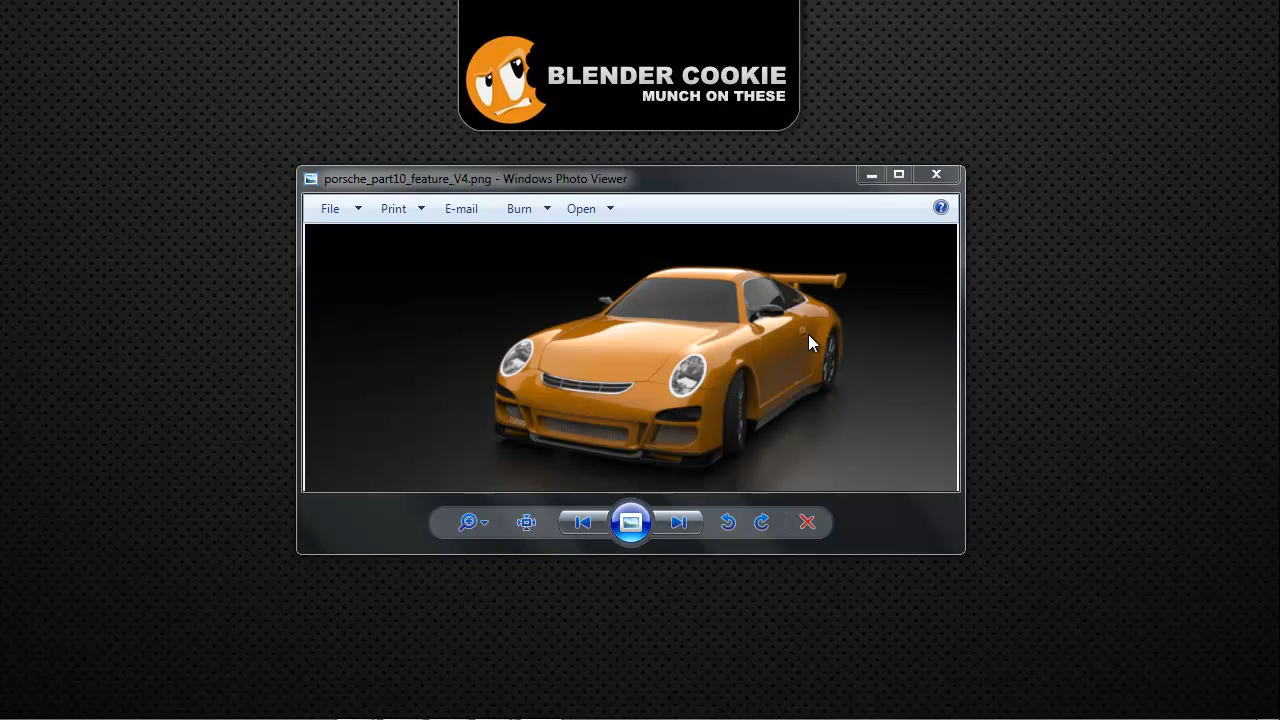 BLENDER COOKIE
MUNCH ON THESE
porsche_part10_feature_V4.png - Windows Photo Viewer
File Print E-mail Burn Open ?